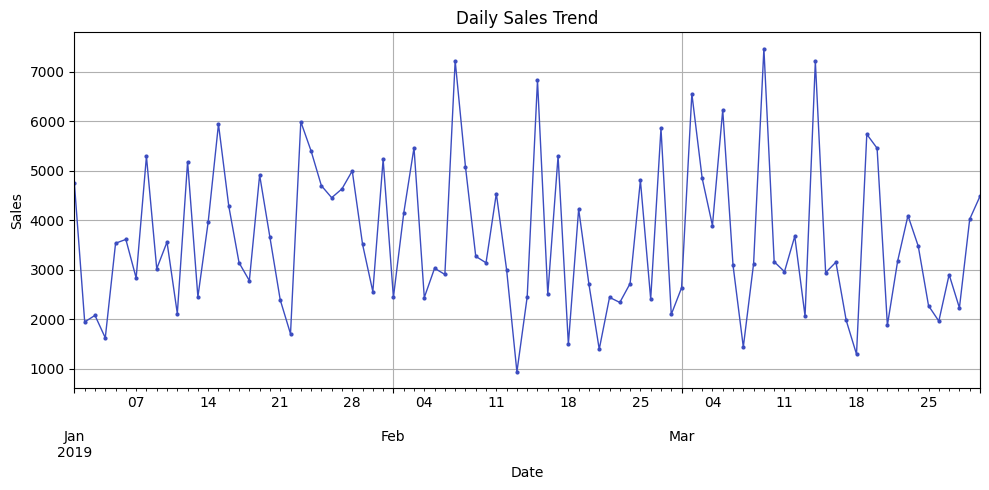 Daily Sales Trend
7000
6000
5000
4000
3000
2000
1000
Sales
07 14 21 28 04 11 18 25 04 11 18 25
Jan Feb Mar
2019
Date